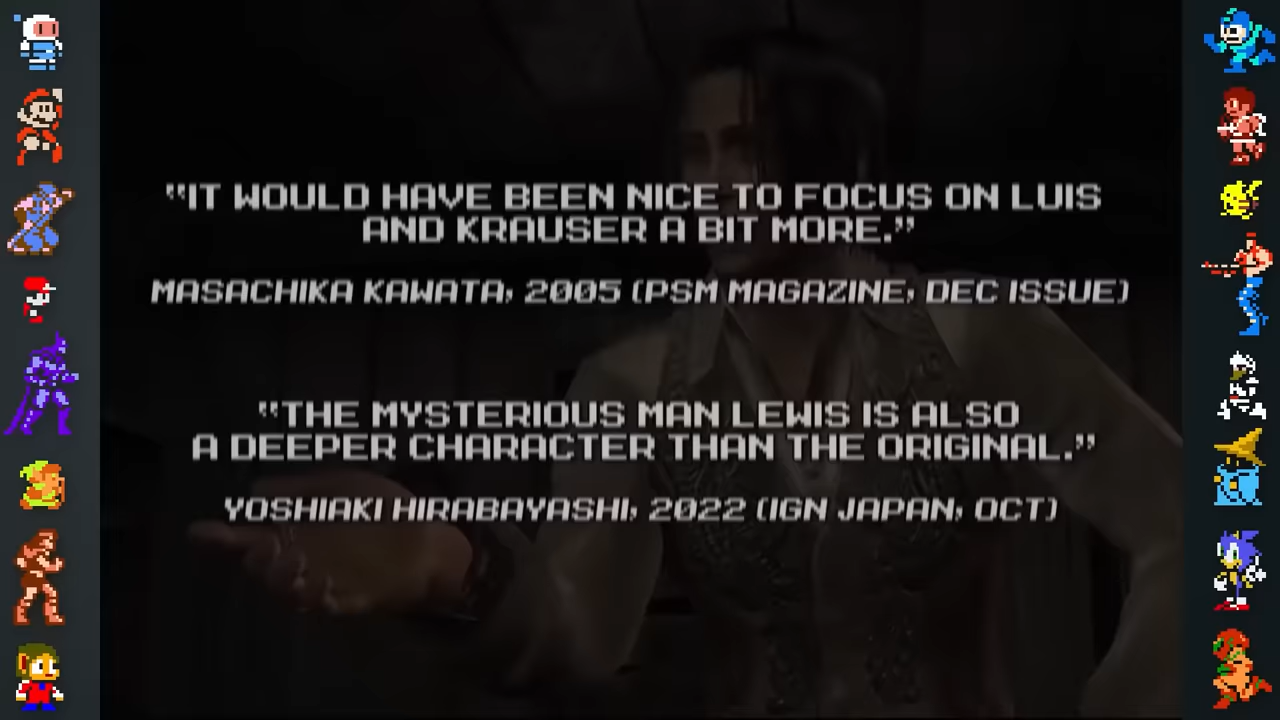 "IT WOULD HAVE BEEN NICE TO FOCUS ON LUIS
AND KRAUSER A BIT MORE."
MASACHIKA KAWATA, 2005 (PSM MAGAZINE, DEC ISSUE)
"THE MYSTERIOUS MAN LEWIS IS ALSO
A DEEPER CHARACTER THAN THE ORIGINAL."
YOSHIAKI HIRABAYASHI, 2022 (IGN JAPAN, OCT)